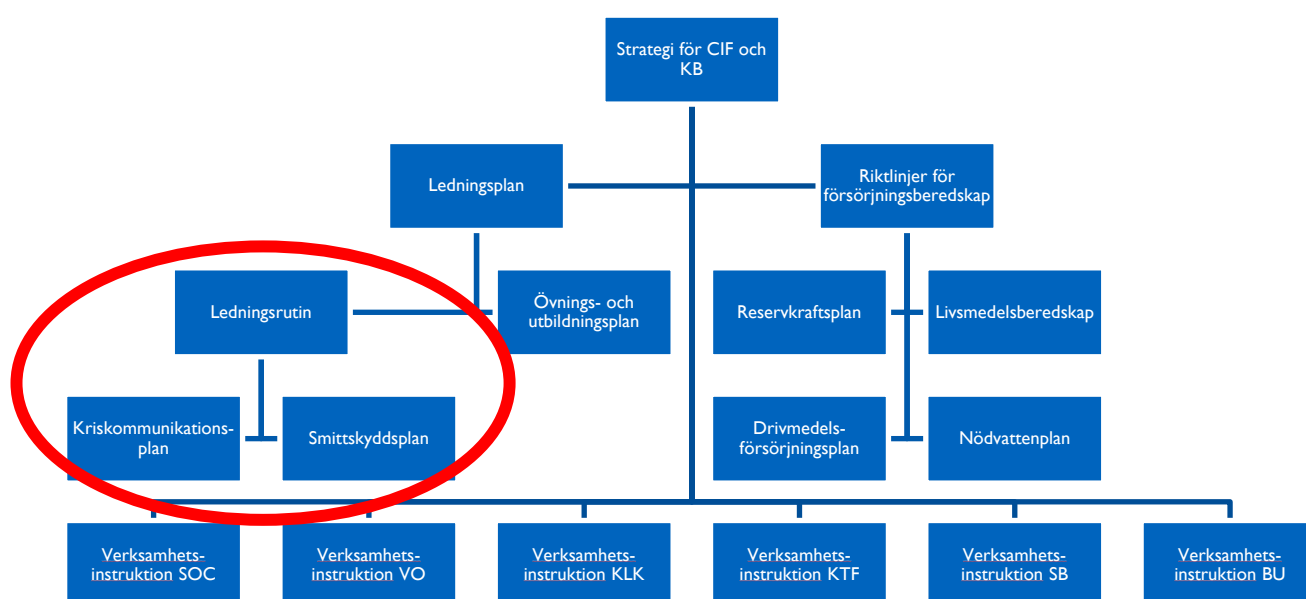 Strategi för CIF och
KB
Ledningsplan
Riktlinjer för
försörjningsberedskap
Ledningsrutin
Övnings- och
utbildningsplan
Reservkraftsplan
Livsmedelsberedskap
Kriskommunikations-
plan
Smittskyddsplan
Drivmedels-
försörjningsplan
Nödvattenplan
Verksamhets-
instruktion SOC
Verksamhets-
instruktion VO
Verksamhets-
instruktion KLK
Verksamhets-
instruktion KTF
Verksamhets-
instruktion SB
Verksamhets-
instruktion BU